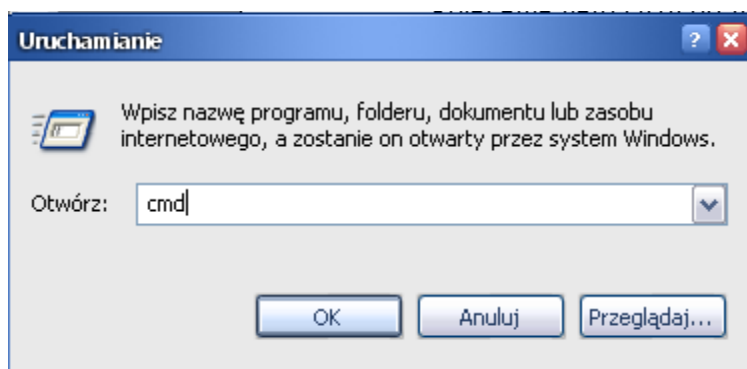 Uruchamianie
Wpisz nazwę programu, folderu, dokumentu lub zasobu
internetowego, a zostanie on otwarty przez system Windows.
Otwórz: cmd
OK Anuluj Przeglądaj...